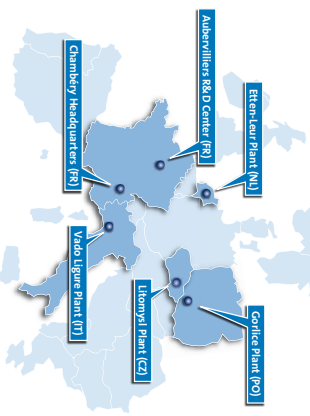 Aubervilliers R&D Center (FR)
Chambéry Headquarters (FR)
Etten-Leur Plant (NL)
Vado Ligure Plant (IT)
Litomysl Plant (CZ)
Gorlice Plant (PO)